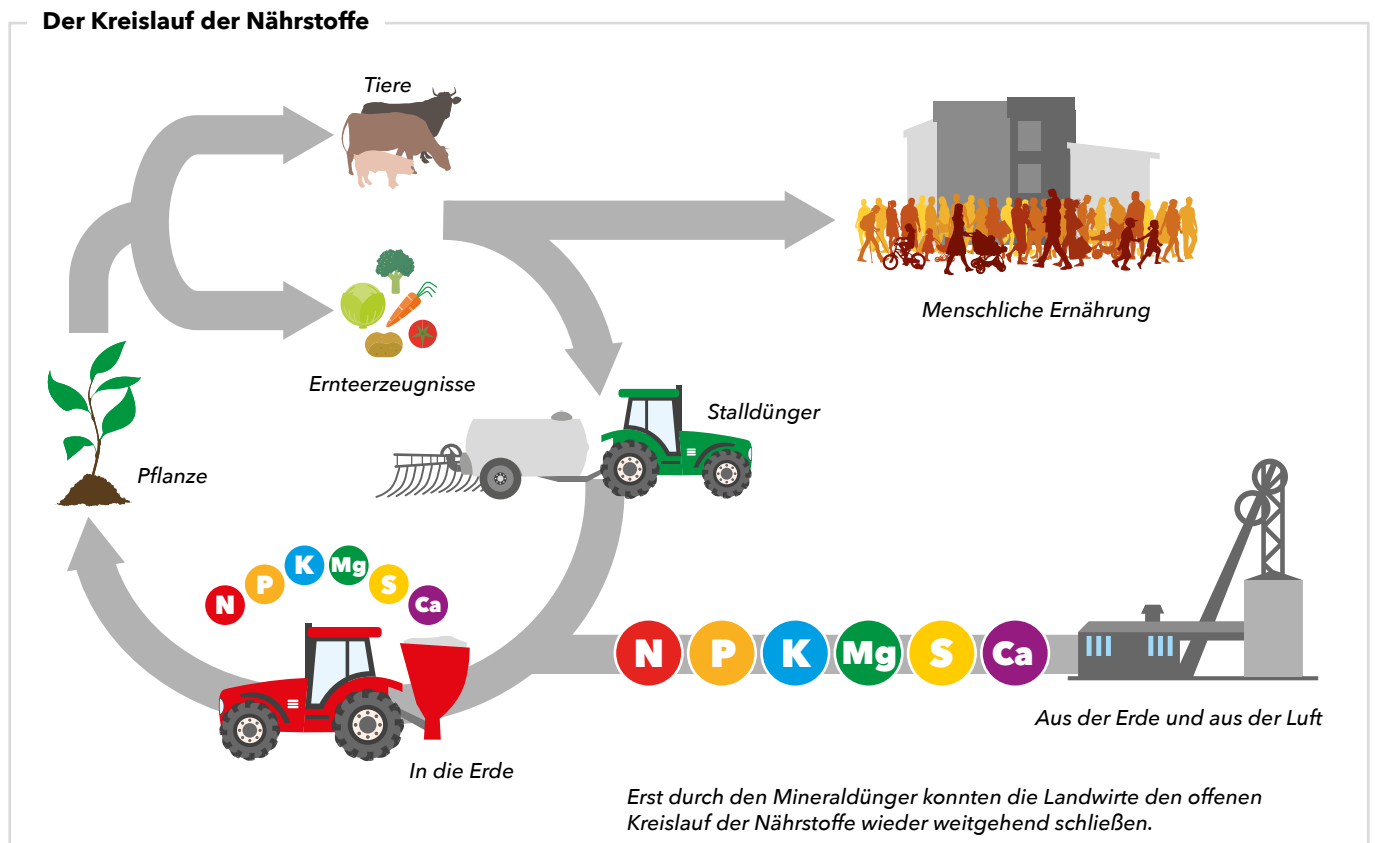 Der Kreislauf der Nährstoffe
Tiere
Menschliche Ernährung
Ernteerzeugnisse
Stalldünger
Pflanze
N
P
K
Mg
S
Ca
N P K Mg S Ca
Aus der Erde und aus der Luft
In die Erde
Erst durch den Mineraldünger konnten die Landwirte den offenen
Kreislauf der Nährstoffe wieder weitgehend schließen.